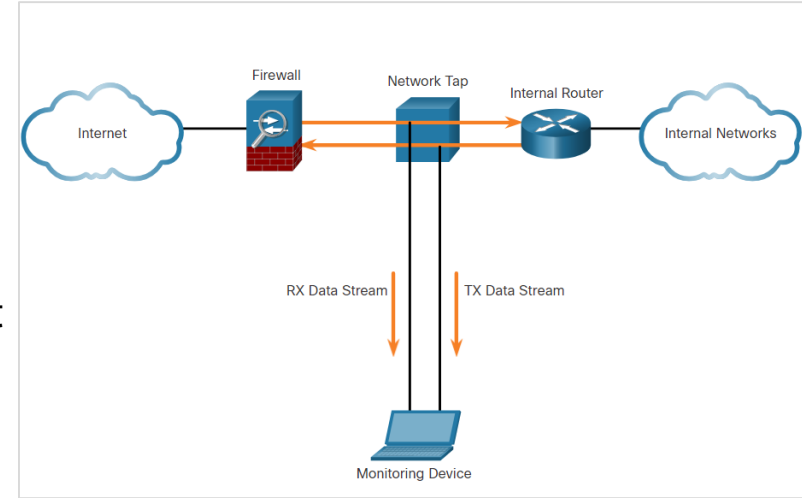 Firewall
Network Tap
Internal Router
Internet
Internal Networks
RX Data Stream
TX Data Stream
Monitoring Device